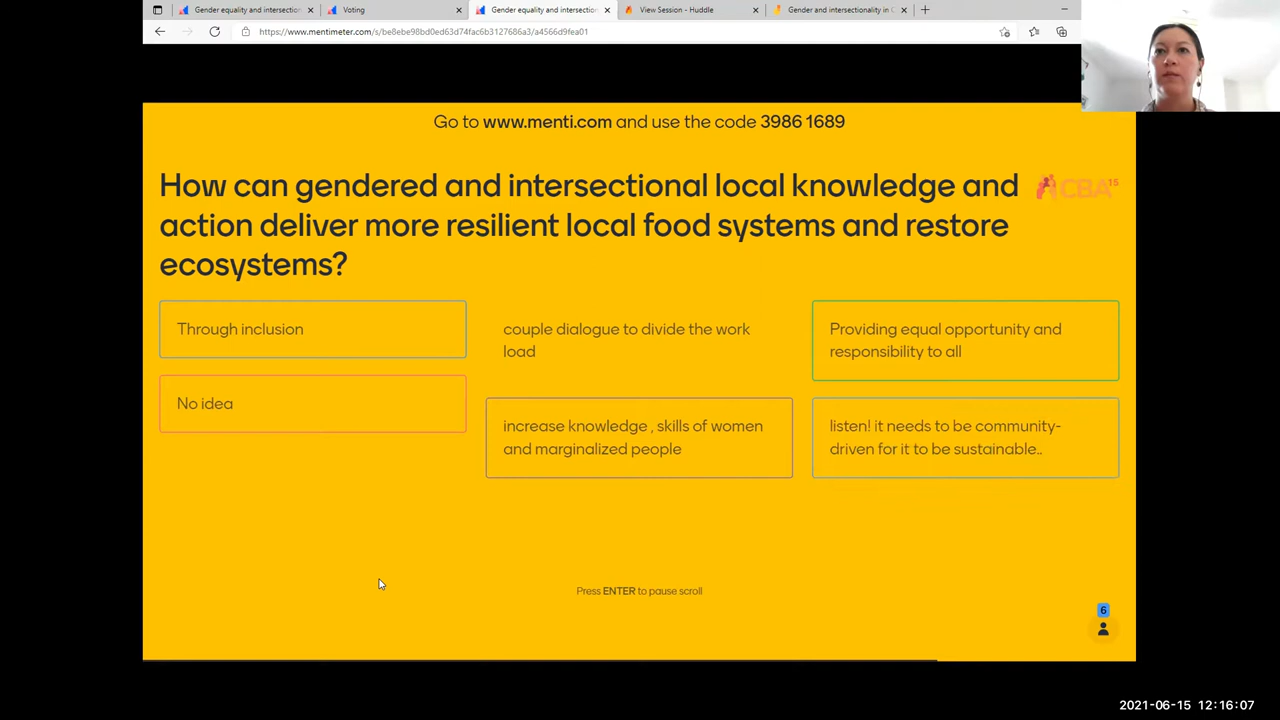 Gender equality and intersection
Voting
Gender equality and intersection
View Session - Huddle
Gender and intersectionality in C
https://www.mentimeter.com/s/be8ebe98bd0ed63d74fac6b3127686a3/a4566d9fea01
Go to www.menti.com and use the code 3986 1689
How can gendered and intersectional local knowledge and
action deliver more resilient local food systems and restore
ecosystems?
CBA15
Through inclusion
No idea
couple dialogue to divide the work
load
increase knowledge , skills of women
and marginalized people
Providing equal opportunity and
responsibility to all
listen! it needs to be community-
driven for it to be sustainable..
Press ENTER to pause scroll
6
2021-06-15 12:16:07